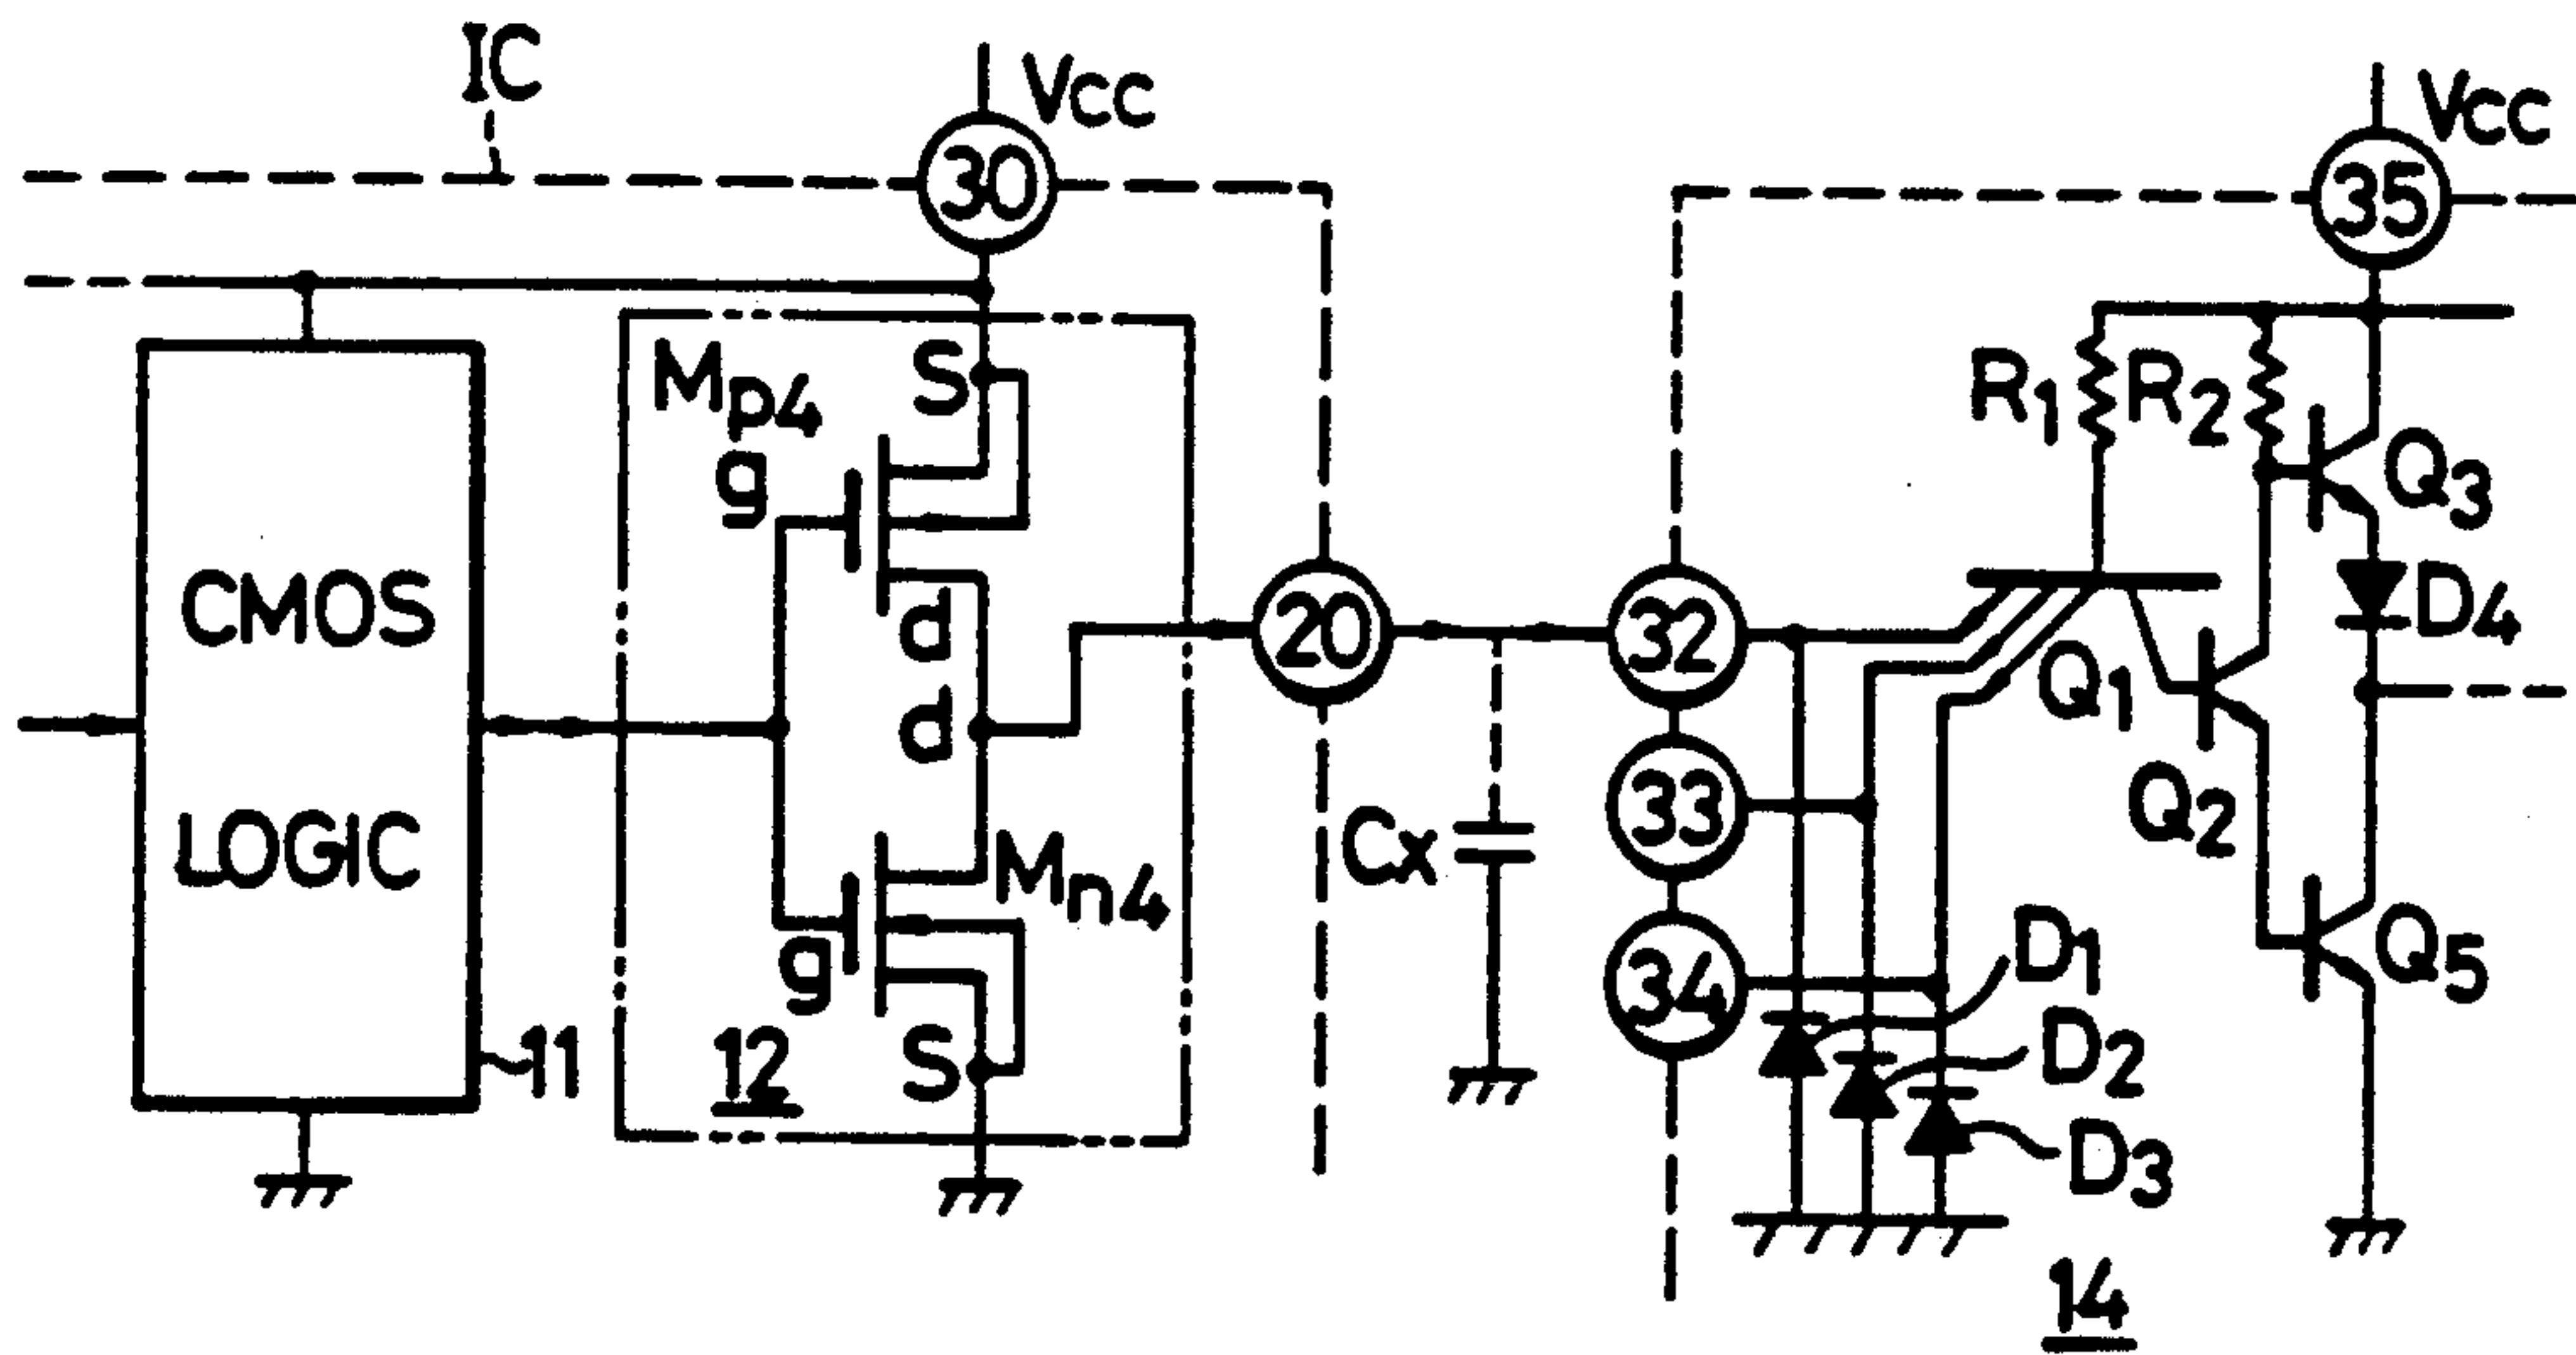 IC
Vcc
30
Vcc
35
Mp4
S
g
d
d
g
S
Mn4
12
CMOS
LOGIC
11
20
Cx
32
33
34
R1
R2
Q1
Q2
Q3
D4
Q5
D1
D2
D3
14